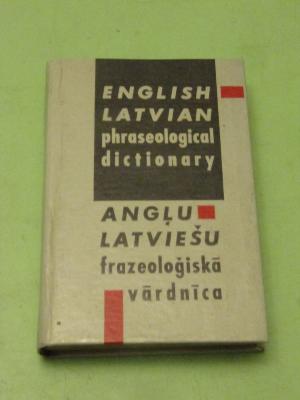 ENGLISH
LATVIAN
phraseological
dictionary
ANGĻU
LATVIEŠU
frazeoloģiskā
vārdnīca